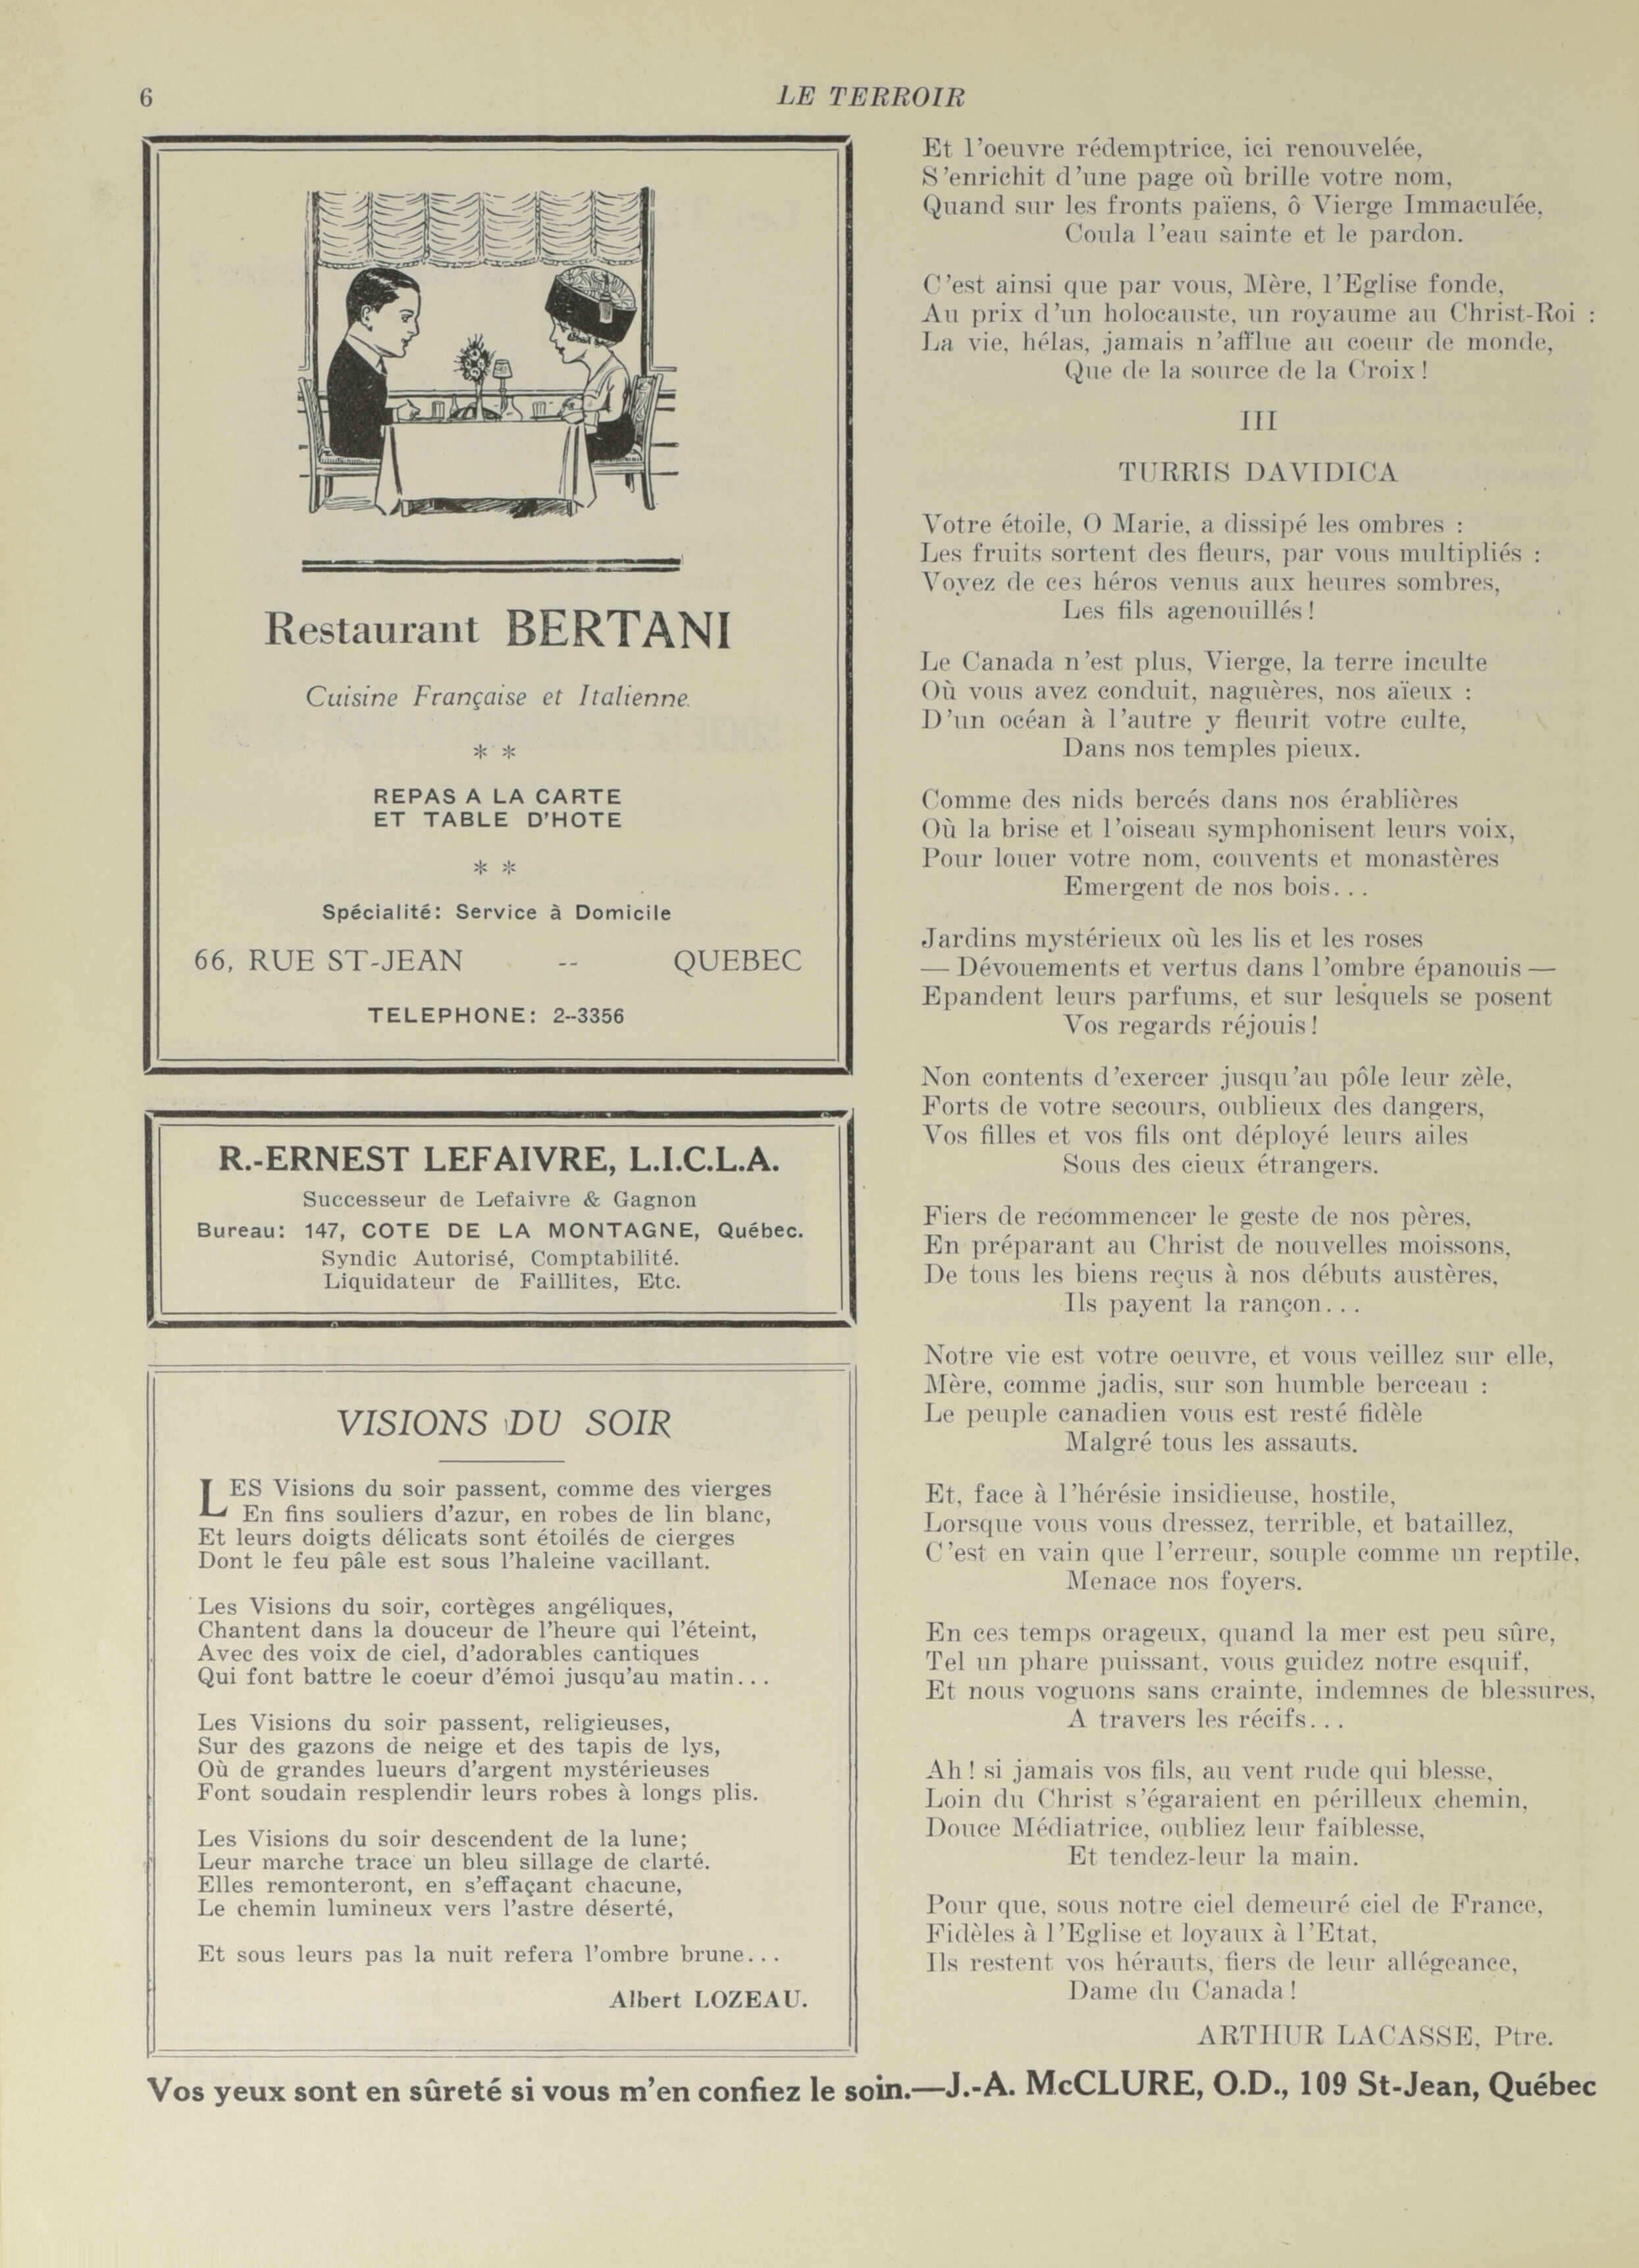 6
LE TERROIR
Restaurant BERTANI
Cuisine Française et Italienne.
* *
REPAS A LA CARTE
ET TABLE D'HOTE
* *
Spécialité: Service à Domicile
66, RUE ST-JEAN -- QUEBEC
TELEPHONE: 2--3356
R.-ERNEST LEFAIVRE, L.I.C.L.A.
Successeur de Lefaivre & Gagnon
Bureau: 147, COTE DE LA MONTAGNE, Québec.
Syndic Autorisé, Comptabilité.
Liquidateur de Faillites, Etc.
VISIONS DU SOIR
LES Visions du soir passent, comme des vierges
En fins souliers d'azur, en robes de lin blanc,
Et leurs doigts délicats sont étoilés de cierges
Dont le feu pâle est sous l'haleine vacillant.
Les Visions du soir, cortèges angéliques,
Chantent dans la douceur de l'heure qui l'éteint,
Avec des voix de ciel, d'adorables cantiques
Qui font battre le coeur d'émoi jusqu'au matin...
Les Visions du soir passent, religieuses,
Sur des gazons de neige et des tapis de lys,
Où de grandes lueurs d'argent mystérieuses
Font soudain resplendir leurs robes à longs plis.
Les Visions du soir descendent de la lune;
Leur marche trace un bleu sillage de clarté.
Elles remonteront, en s'effaçant chacune,
Le chemin lumineux vers l'astre déserté,
Et sous leurs pas la nuit refera l'ombre brune...
Albert LOZEAU.
Et l'oeuvre rédemptrice, ici renouvelée,
S'enrichit d'une page où brille votre nom,
Quand sur les fronts païens, ô Vierge Immaculée,
Coula l'eau sainte et le pardon.
C'est ainsi que par vous, Mère, l'Eglise fonde,
Au prix d'un holocauste, un royaume au Christ-Roi :
La vie, hélas, jamais n'afflue au coeur de monde,
Que de la source de la Croix !
III
TURRIS DAVIDICA
Votre étoile, O Marie, a dissipé les ombres :
Les fruits sortent des fleurs, par vous multipliés :
Voyez de ces héros venus aux heures sombres,
Les fils agenouillés !
Le Canada n'est plus, Vierge, la terre inculte
Où vous avez conduit, naguères, nos aïeux :
D'un océan à l'autre y fleurit votre culte,
Dans nos temples pieux.
Comme des nids bercés dans nos érablières
Où la brise et l'oiseau symphonisent leurs voix,
Pour louer votre nom, couvents et monastères
Emergent de nos bois...
Jardins mystérieux où les lis et les roses
— Dévouements et vertus dans l'ombre épanouis —
Epandent leurs parfums, et sur lesquels se posent
Vos regards réjouis !
Non contents d'exercer jusqu'au pôle leur zèle,
Forts de votre secours, oublieux des dangers,
Vos filles et vos fils ont déployé leurs ailes
Sous des cieux étrangers.
Fiers de recommencer le geste de nos pères,
En préparant au Christ de nouvelles moissons,
De tous les biens reçus à nos débuts austères,
Ils payent la rançon...
Notre vie est votre oeuvre, et vous veillez sur elle,
Mère, comme jadis, sur son humble berceau :
Le peuple canadien vous est resté fidèle
Malgré tous les assauts.
Et, face à l'hérésie insidieuse, hostile,
Lorsque vous vous dressez, terrible, et bataillez,
C'est en vain que l'erreur, souple comme un reptile,
Menace nos foyers.
En ces temps orageux, quand la mer est peu sûre,
Tel un phare puissant, vous guidez notre esquif,
Et nous voguons sans crainte, indemnes de blessures,
A travers les récifs...
Ah ! si jamais vos fils, au vent rude qui blesse,
Loin du Christ s'égaraient en périlleux chemin,
Douce Médiatrice, oubliez leur faiblesse,
Et tendez-leur la main.
Pour que, sous notre ciel demeuré ciel de France,
Fidèles à l'Eglise et loyaux à l'Etat,
Ils restent vos hérauts, fiers de leur allégeance,
Dame du Canada !
ARTHUR LACASSE, Ptre.
Vos yeux sont en sûreté si vous m'en confiez le soin.—J.-A. McCLURE, O.D., 109 St-Jean, Québec